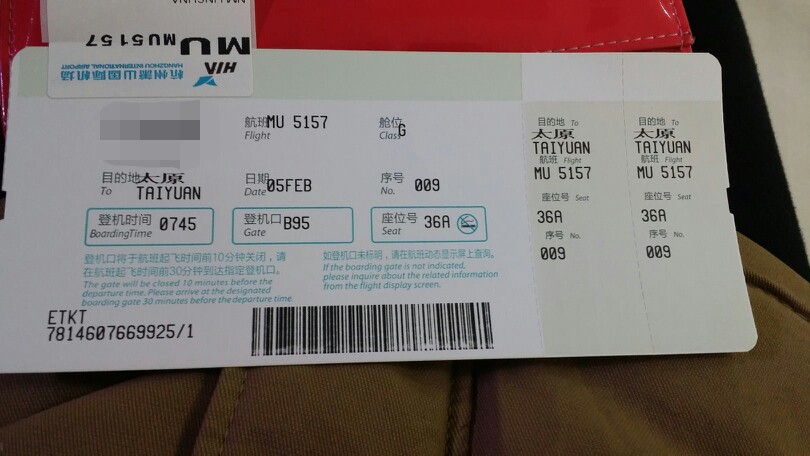 MU5157
MU
杭州萧山国际机场
HANGZHOU INTERNATIONAL AIRPORT
HIA
航班 MU 5157
Flight
舱位 G
Class
目的地 太原
To TAIYUAN
日期 05FEB
Date
序号 009
No.
登机时间 0745
BoardingTime
登机口 B95
Gate
座位号 36A
Seat
登机口将于航班起飞时间前10分钟关闭，请
在航班起飞时间前30分钟到达指定登机口。
The gate will be closed 10 minutes before the
departure time. Please arrive at the designated
boarding gate 30 minutes before the departure time.
如登机口未标明，请在航班动态显示屏上查询。
If the boarding gate is not indicated,
please inquire about the related information
from the flight display screen.
ETKT
7814607669925/1
目的地 To
太原
TAIYUAN
航班 Flight
MU 5157
座位号 Seat
36A
序号 No.
009
目的地 To
太原
TAIYUAN
航班 Flight
MU 5157
座位号 Seat
36A
序号 No.
009